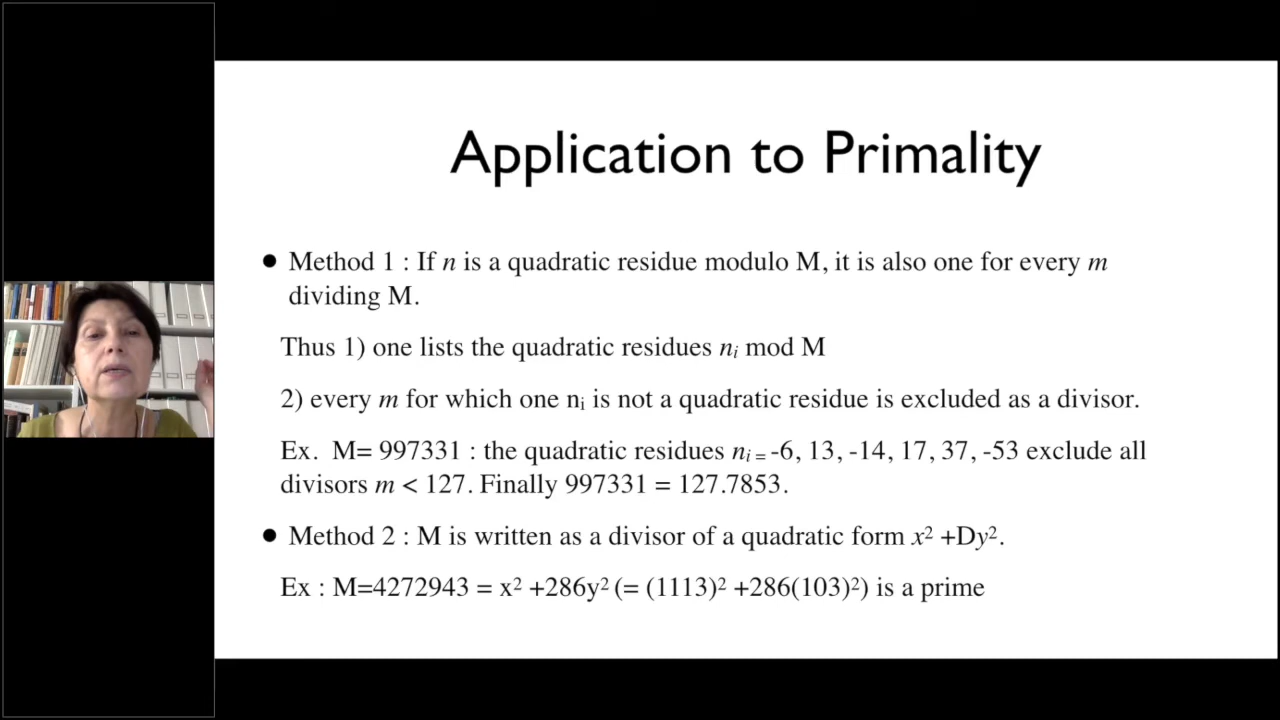 Application to Primality
● Method 1 : If n is a quadratic residue modulo M, it is also one for every m
dividing M.
Thus 1) one lists the quadratic residues nᵢ mod M
2) every m for which one nᵢ is not a quadratic residue is excluded as a divisor.
Ex. M= 997331 : the quadratic residues nᵢ = -6, 13, -14, 17, 37, -53 exclude all
divisors m < 127. Finally 997331 = 127.7853.
● Method 2 : M is written as a divisor of a quadratic form x² +Dy².
Ex : M=4272943 = x² +286y² (= (1113)² +286(103)²) is a prime